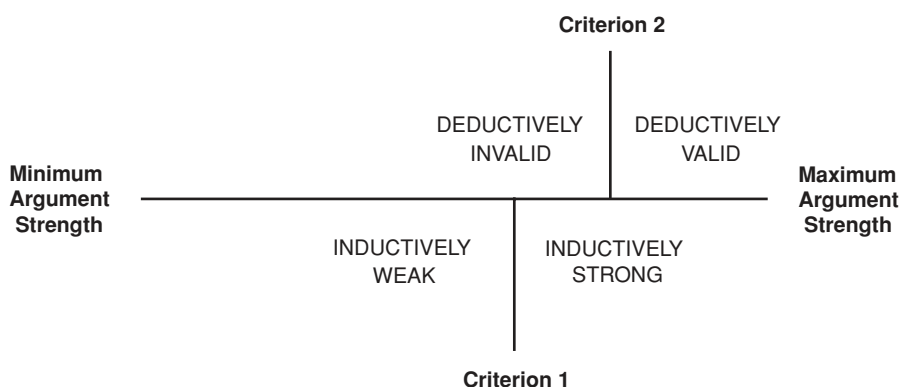 Criterion 2
DEDUCTIVELY
INVALID
DEDUCTIVELY
VALID
Minimum
Argument
Strength
Maximum
Argument
Strength
INDUCTIVELY
WEAK
INDUCTIVELY
STRONG
Criterion 1